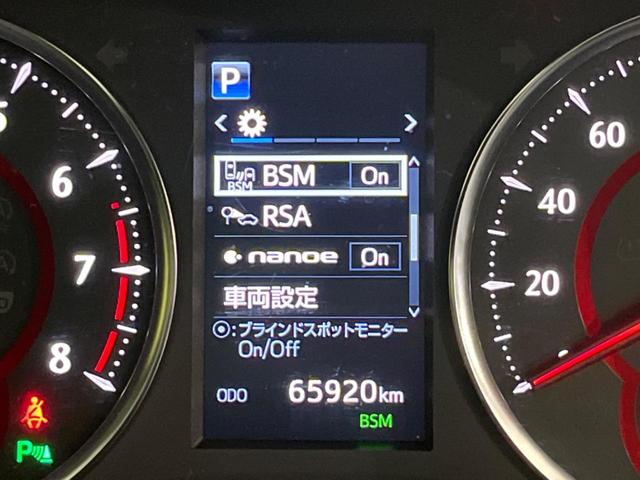 P
BSM BSM On
RSA
nanoe On
車両設定
:ブラインドスポットモニター
On/Off
ODO 65920km
BSM
6
7
8
P
60
40
20